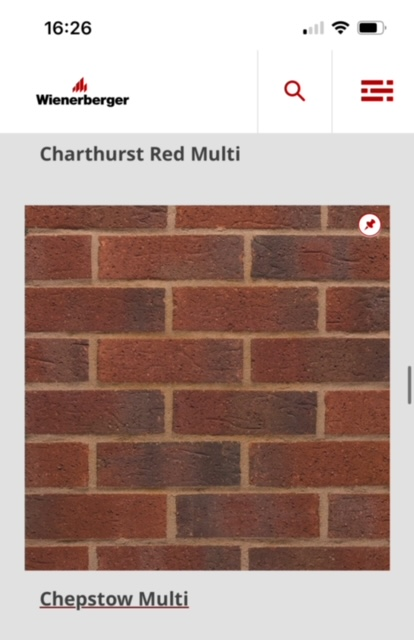 16:26
Wienerberger
Charthurst Red Multi
Chepstow Multi